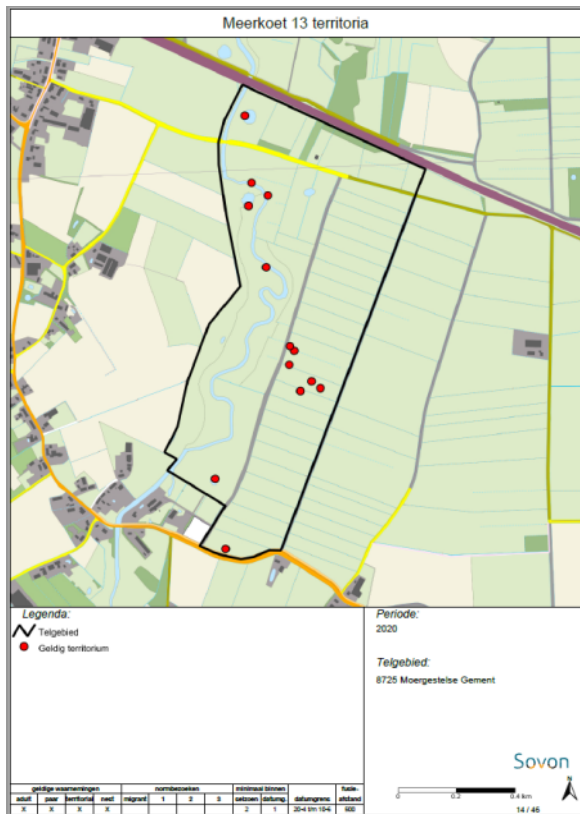 Meerkoet 13 territoria
Legenda:
Telgebied
Geldig territorium
Periode:
2020
Telgebied:
8725 Moergestelse Gement
Sovon
0 0.2 0.4 km
14 / 46
geldige waarnemingen normbezoeken minimaal binnen fusie-
adult paar territoriaal nest migrant 1 2 3 seizoen datumg. datumgrens afstand
X X X X 2 1 20-4 t/m 10-6 500